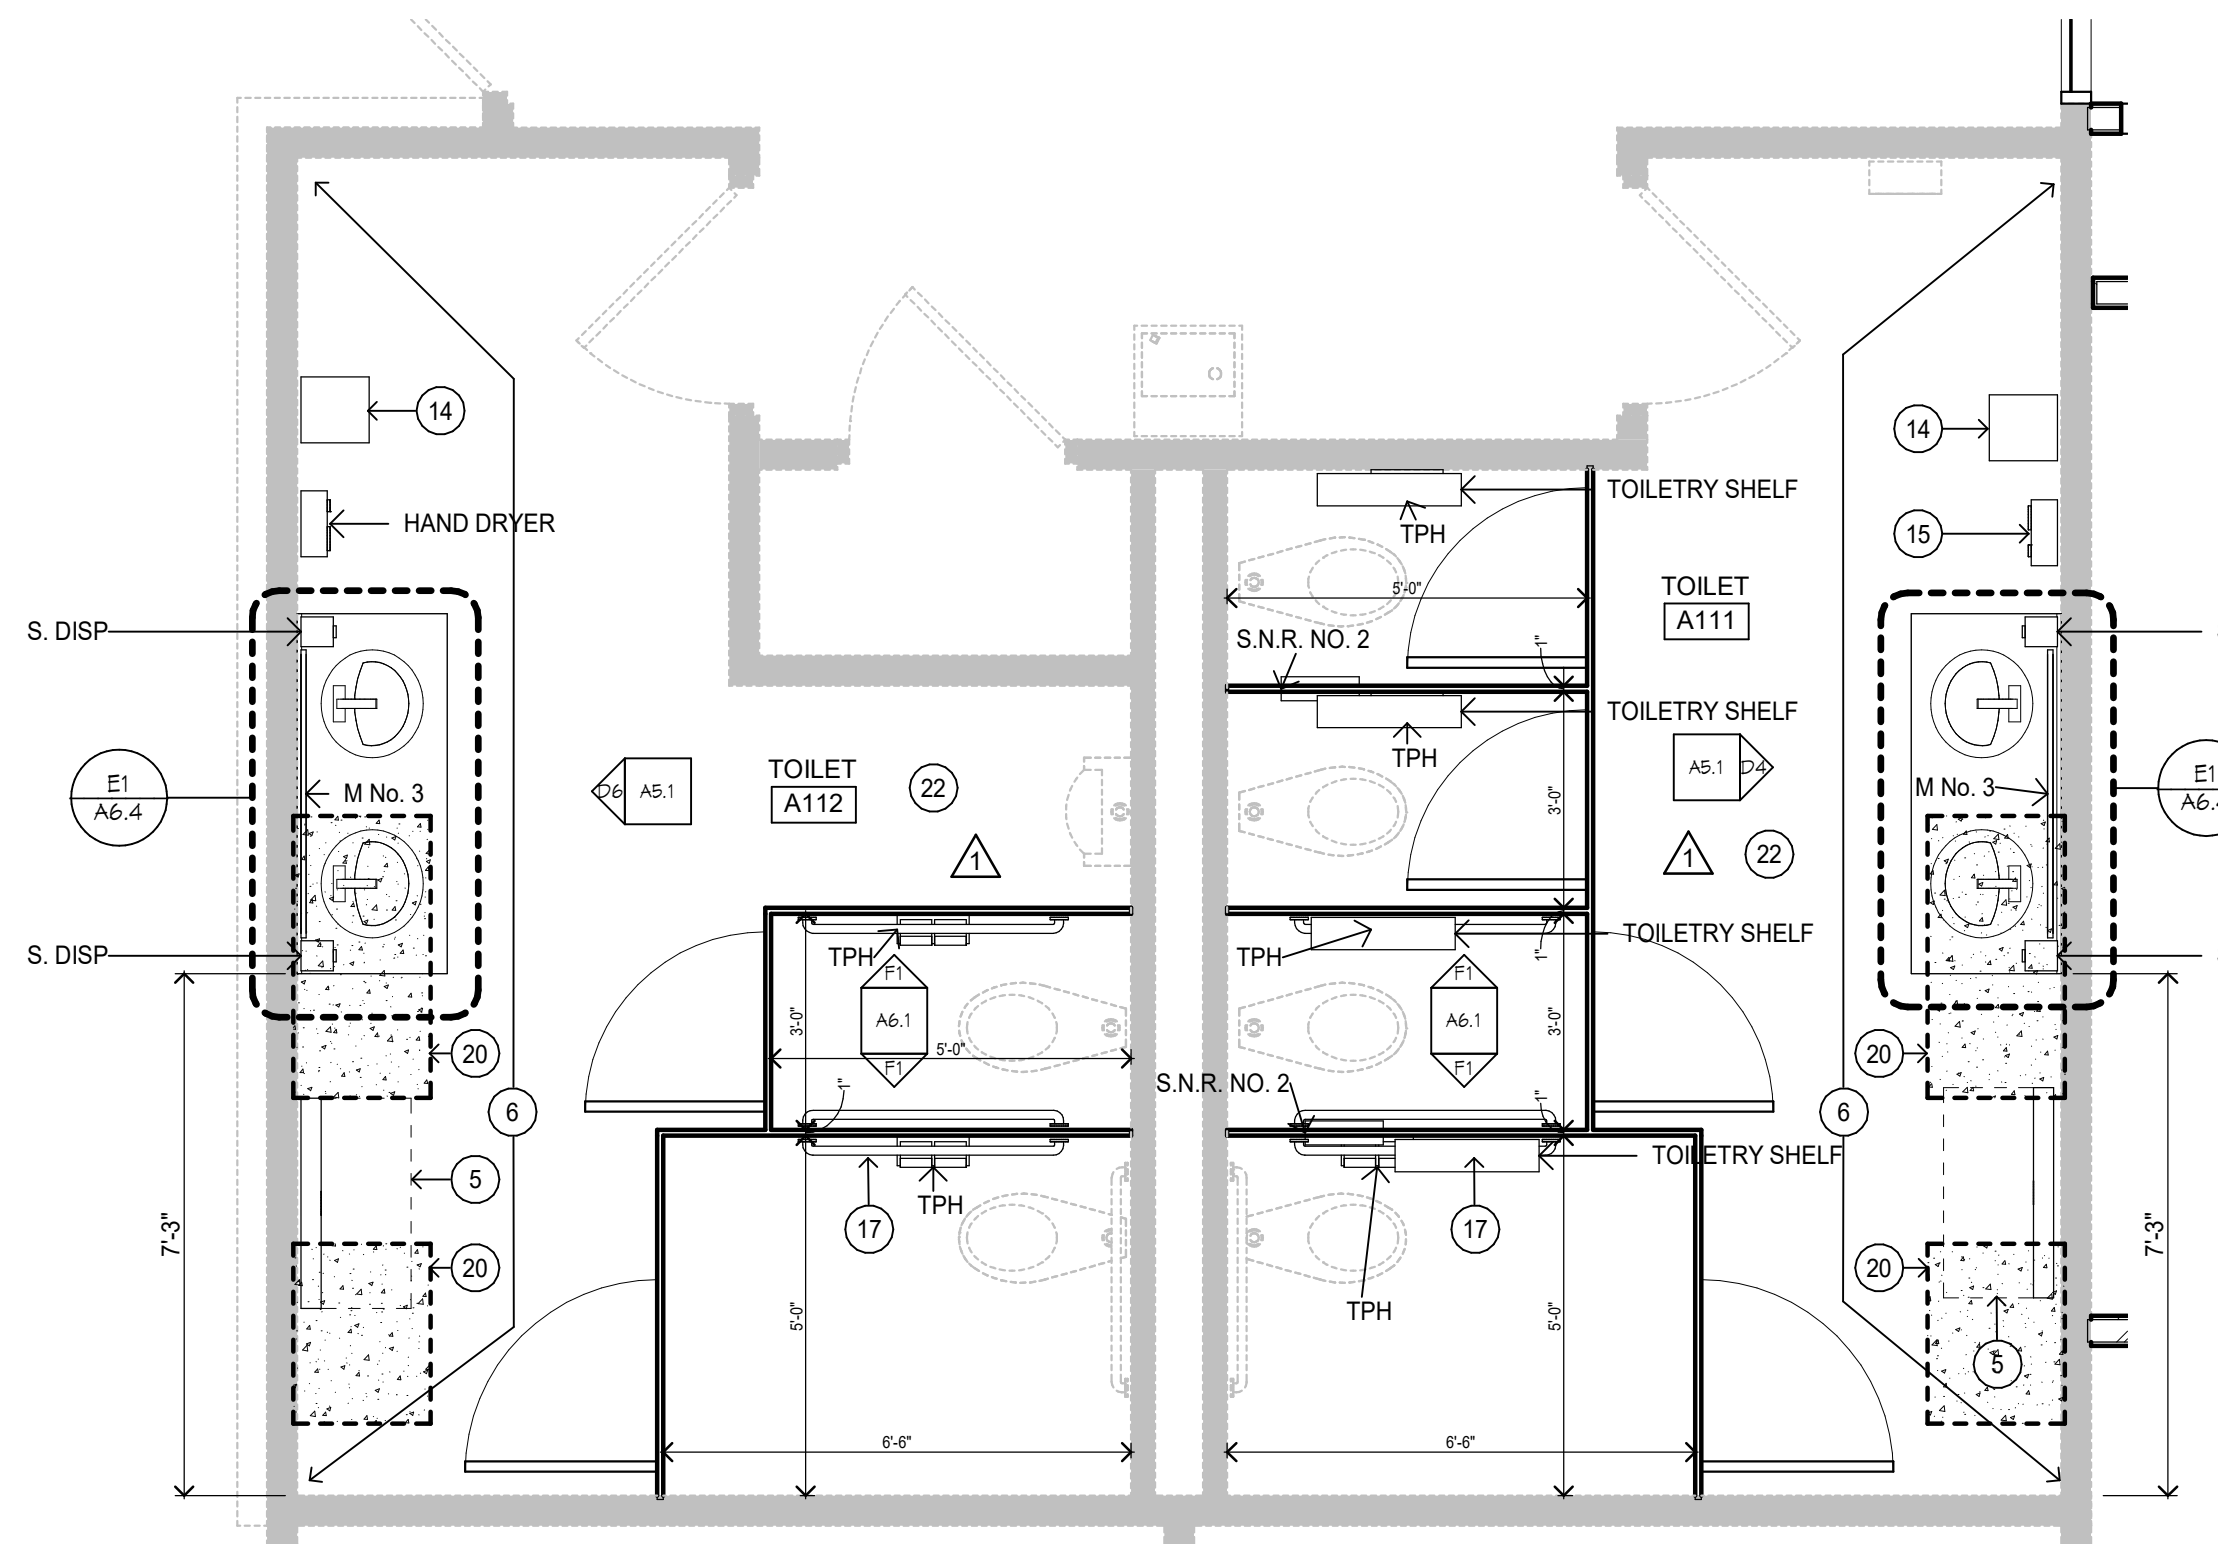 14
14
TOILETRY SHELF
HAND DRYER
TPH
15
5'-0"
TOILET
A111
S. DISP
S.N.R. NO. 2
1"
TOILETRY SHELF
TPH
E1
A6.4
M No. 3
D6 A5.1
TOILET
A112
22
A5.1 D4
M No. 3
E1
3'-0"
1
1
22
S. DISP
TPH
TPH
TOILETRY SHELF
1"
F1
A6.1
F1
F1
A6.1
F1
3'-0"
5'-0"
3'-0"
20
20
1"
S.N.R. NO. 2
1"
6
6
5
TPH
TOILETRY SHELF
17
17
7'-3"
7'-3"
20
20
TPH
5'-0"
5'-0"
5
6'-6"
6'-6"